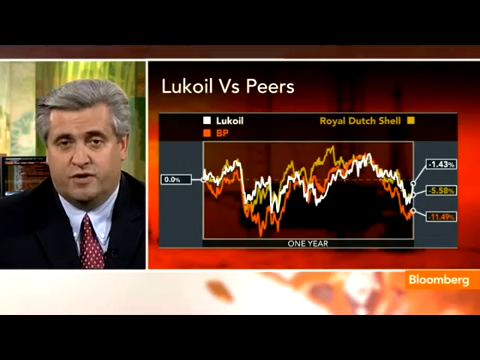 Lukoil Vs Peers
Lukoil
Royal Dutch Shell
BP
0.0%
-1.43%
-5.58%
-11.49%
ONE YEAR
Bloomberg